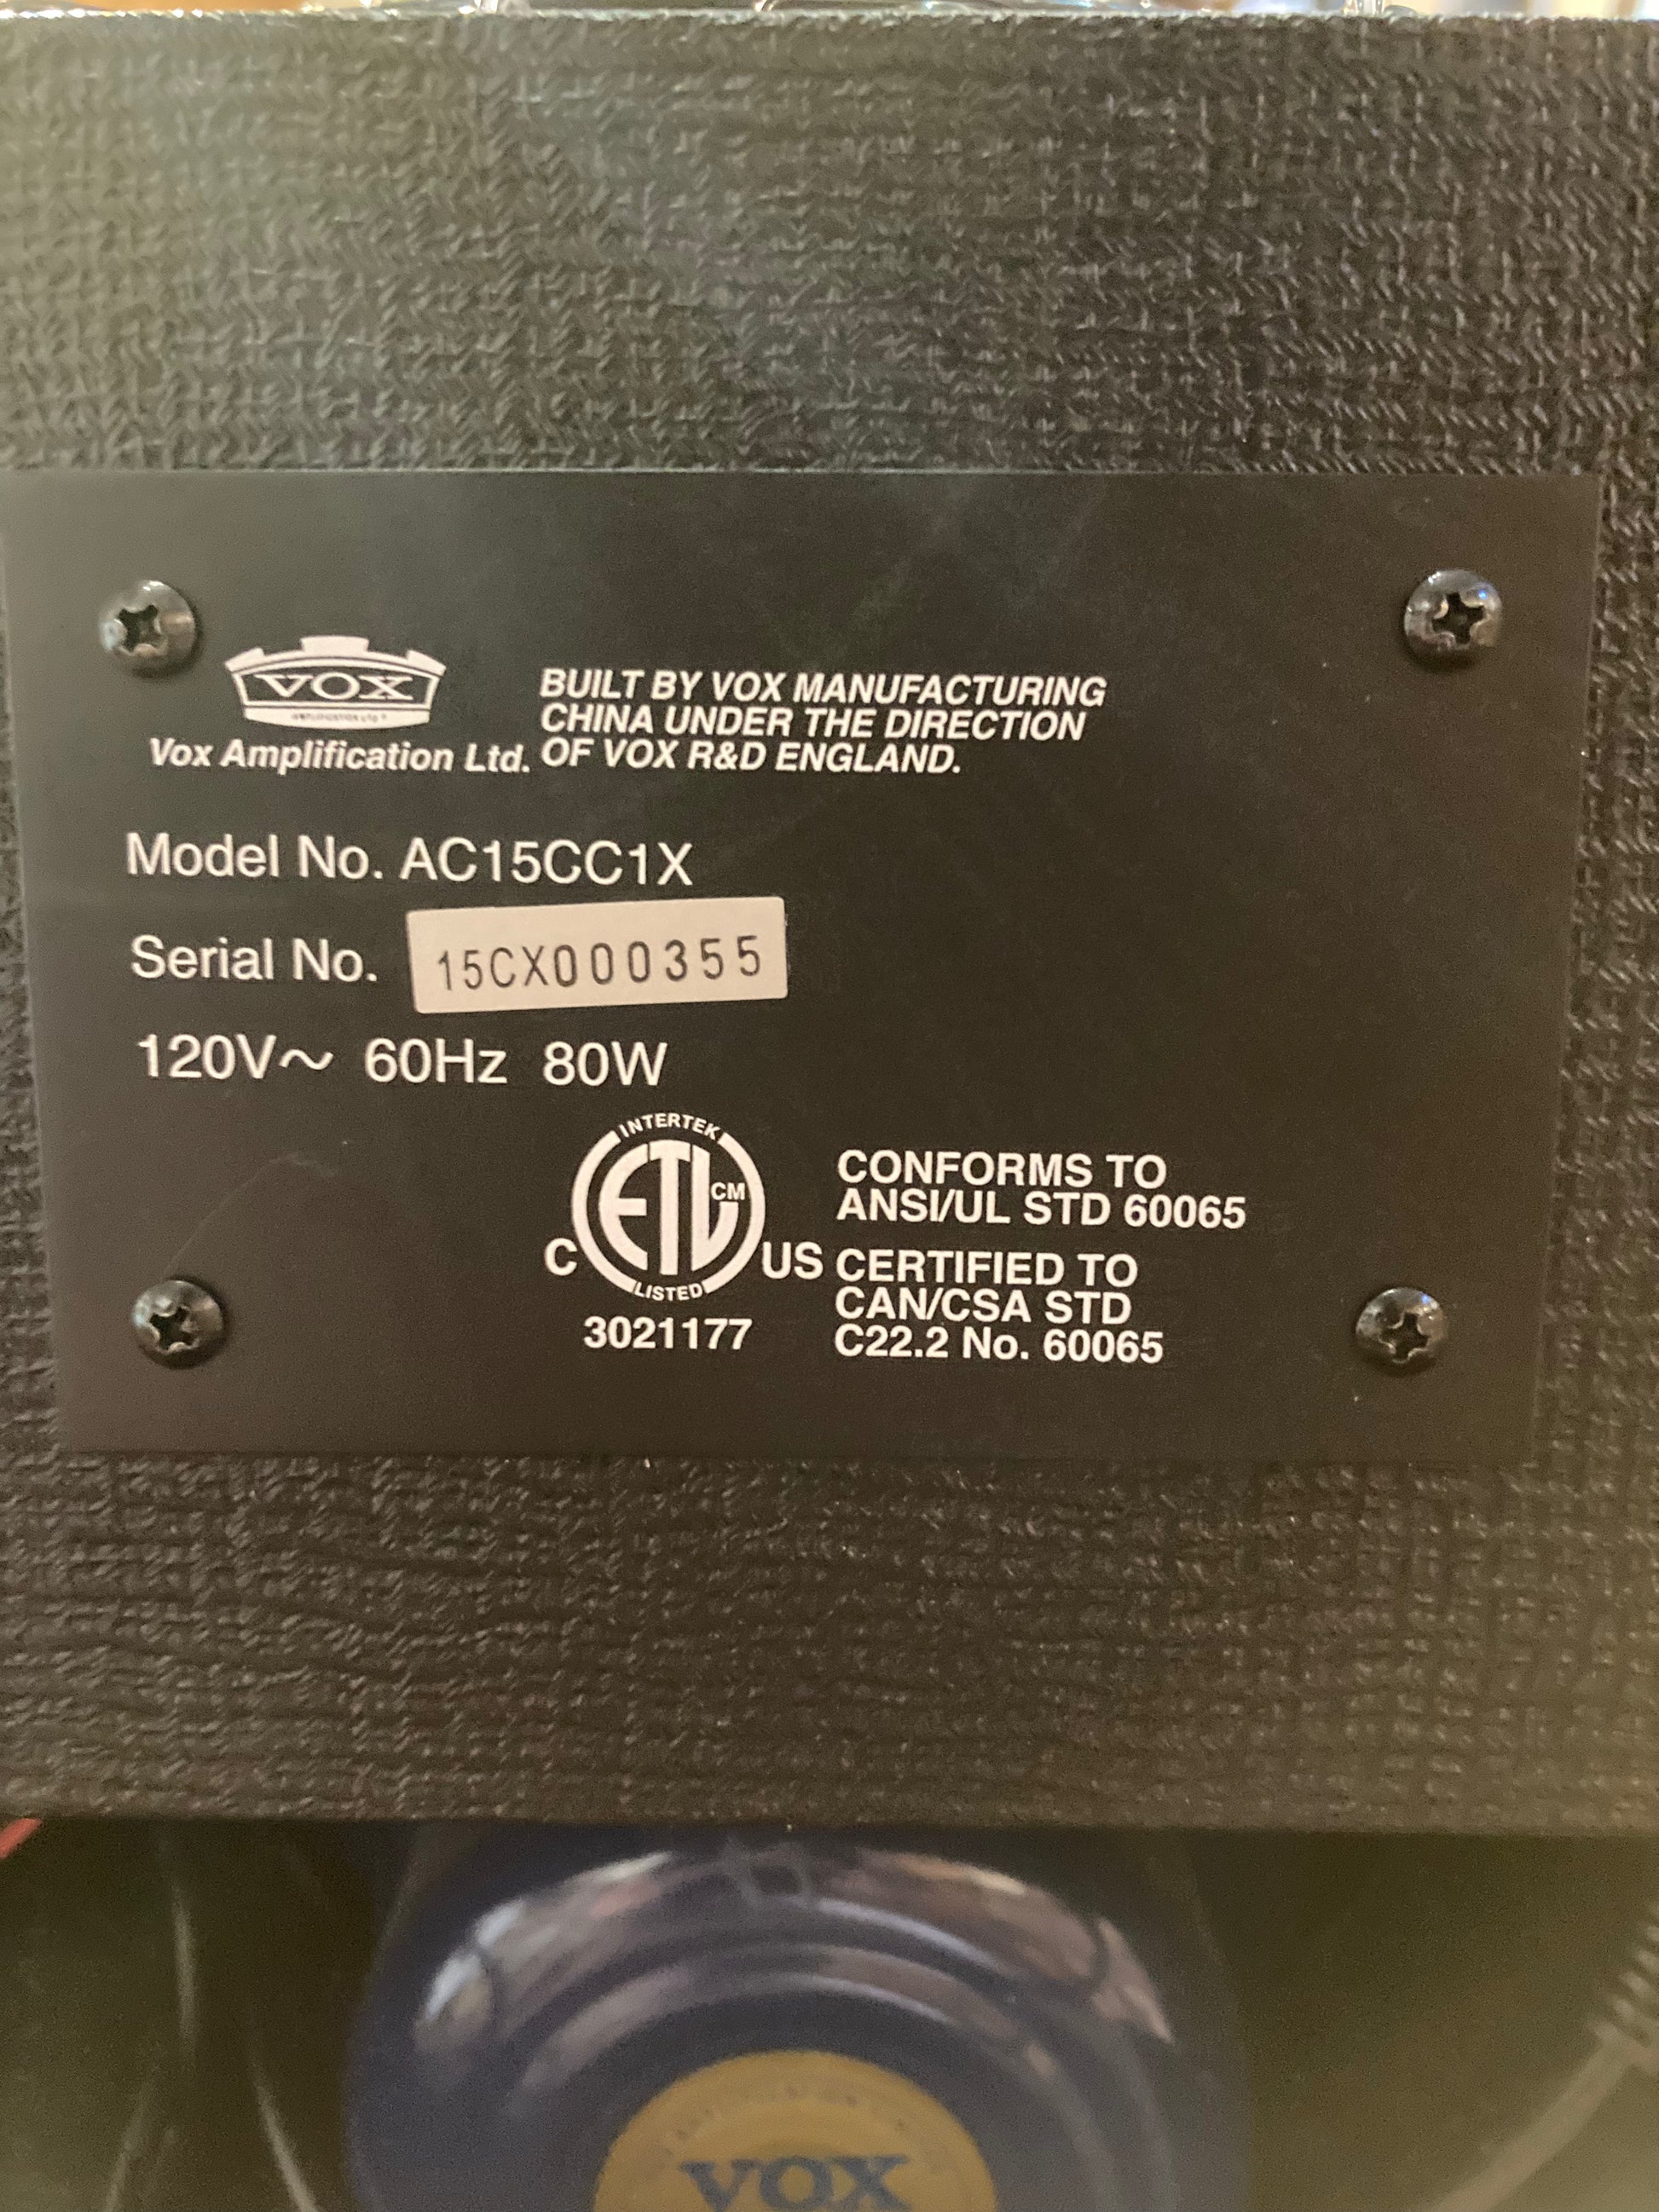 VOX
Vox Amplification Ltd.
BUILT BY VOX MANUFACTURING
CHINA UNDER THE DIRECTION
OF VOX R&D ENGLAND.
Model No. AC15CC1X
Serial No. 15CX000355
120V~ 60Hz 80W
INTERTEK
ETL CM
C US
LISTED
3021177
CONFORMS TO
ANSI/UL STD 60065
CERTIFIED TO
CAN/CSA STD
C22.2 No. 60065
VOX